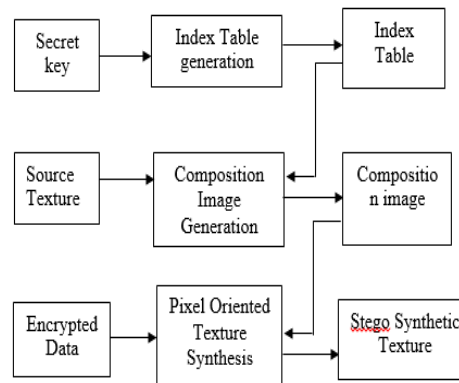 Secret
key
Index Table
generation
Index
Table
Source
Texture
Composition
Image
Generation
Compositio
n image
Encrypted
Data
Pixel Oriented
Texture
Synthesis
Stego Synthetic
Texture